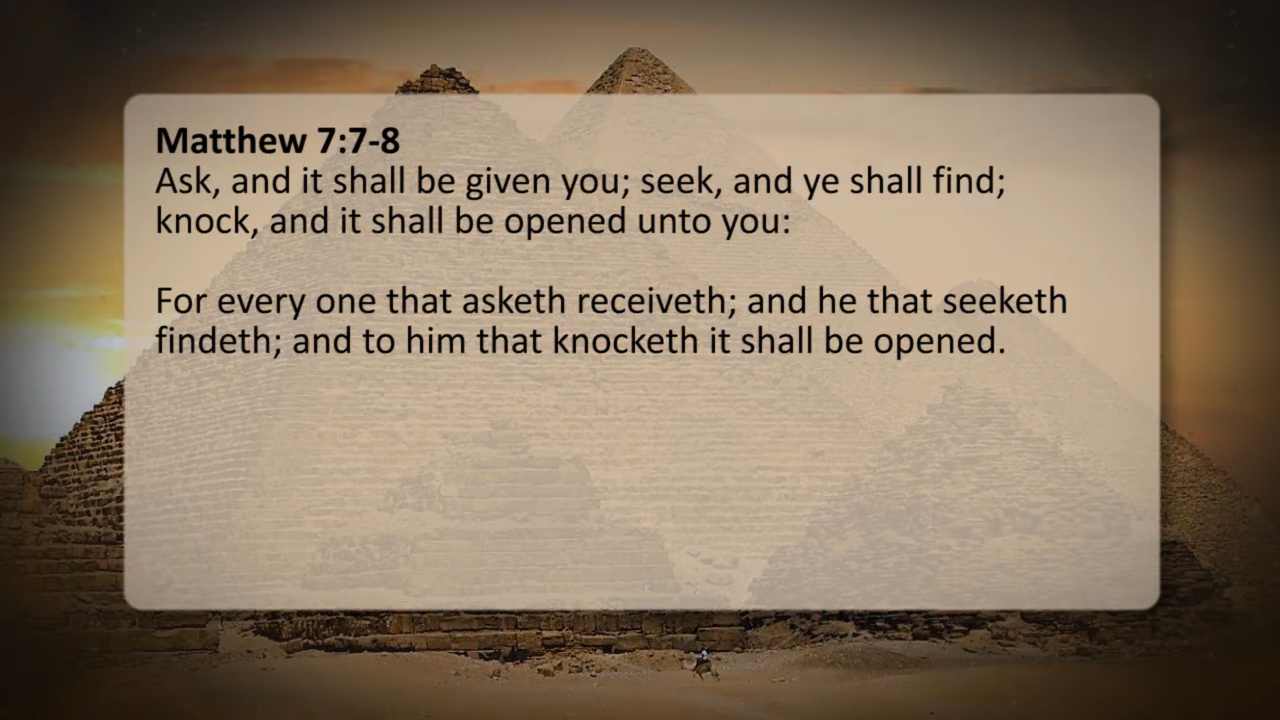 Matthew 7:7-8
Ask, and it shall be given you; seek, and ye shall find;
knock, and it shall be opened unto you:
For every one that asketh receiveth; and he that seeketh
findeth; and to him that knocketh it shall be opened.